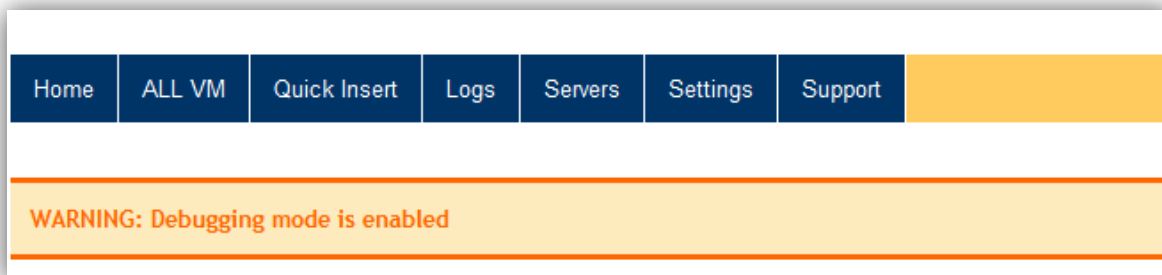 Home ALL VM Quick Insert Logs Servers Settings Support
WARNING: Debugging mode is enabled